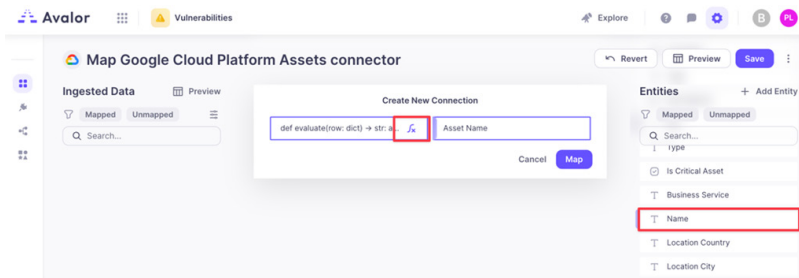 Avalor
Vulnerabilities
Explore
B
PL
Map Google Cloud Platform Assets connector
Revert
Preview
Save
Ingested Data
Preview
Mapped
Unmapped
Search...
Create New Connection
def evaluate(row: dict) → str: a...
fx
Asset Name
Cancel
Map
Entities
+ Add Entity
Mapped
Unmapped
Search...
T Type
Is Critical Asset
T Business Service
T Name
T Location Country
T Location City